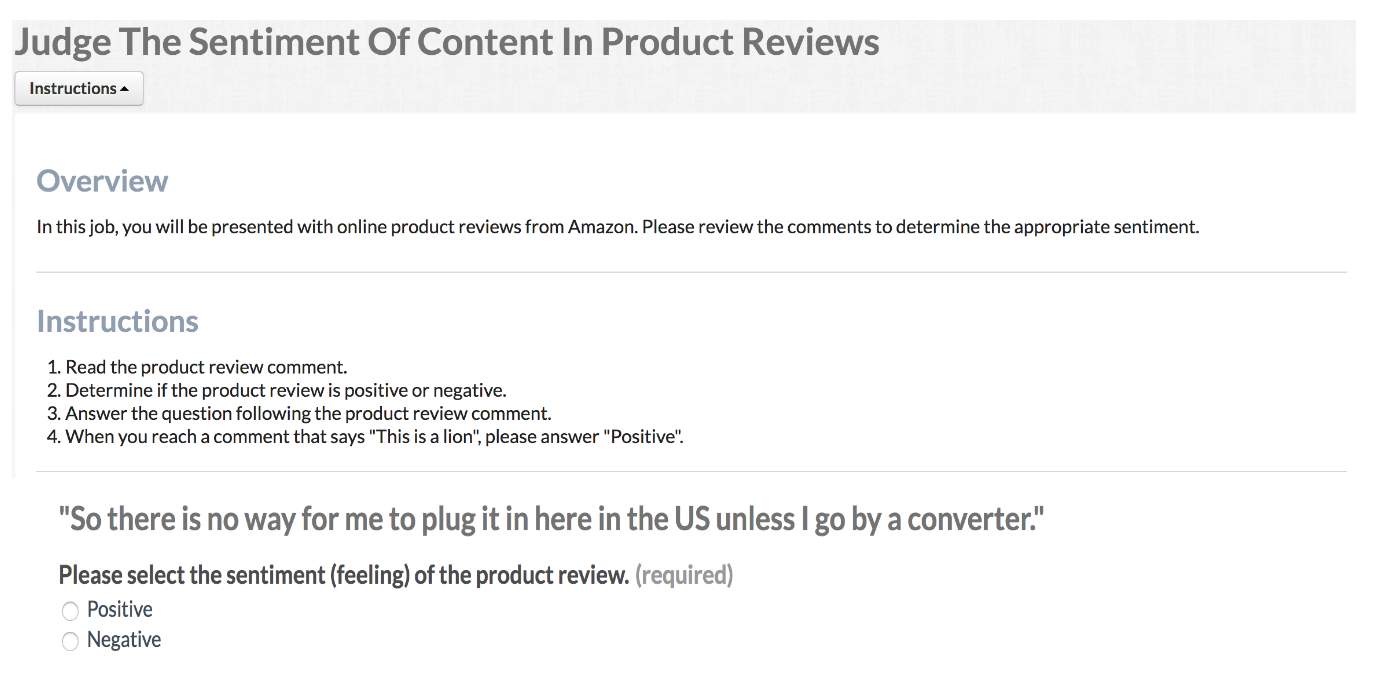 Judge The Sentiment Of Content In Product Reviews
Instructions
Overview
In this job, you will be presented with online product reviews from Amazon. Please review the comments to determine the appropriate sentiment.
Instructions
1. Read the product review comment.
2. Determine if the product review is positive or negative.
3. Answer the question following the product review comment.
4. When you reach a comment that says "This is a lion", please answer "Positive".
"So there is no way for me to plug it in here in the US unless I go by a converter."
Please select the sentiment (feeling) of the product review. (required)
Positive
Negative